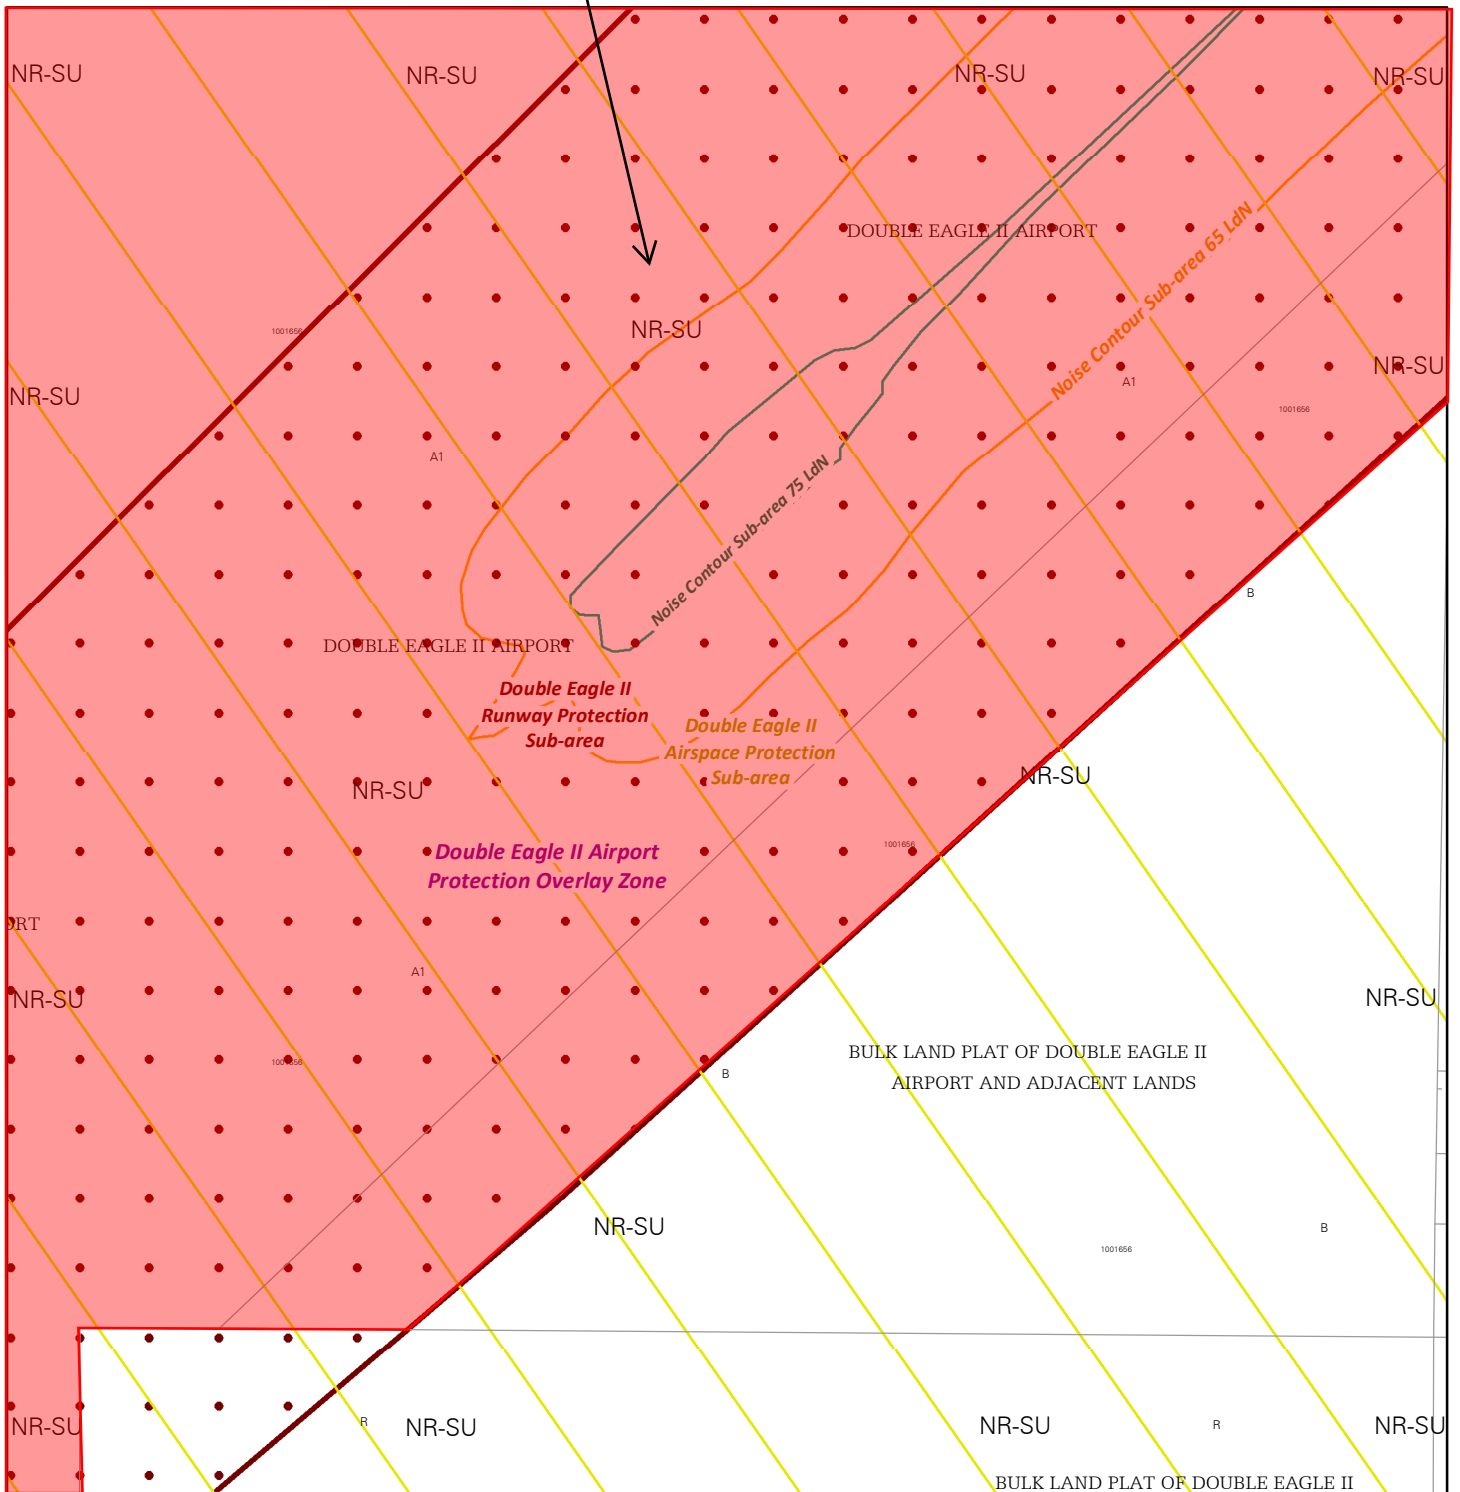 NR-SU
NR-SU
NR-SU
NR-SU
DOUBLE EAGLE II AIRPORT
Noise Contour Sub-area 65 LdN
1001656
NR-SU
NR-SU
A1
NR-SU
1001656
A1
Noise Contour Sub-area 75 LdN
B
DOUBLE EAGLE II AIRPORT
Double Eagle II
Runway Protection
Sub-area
Double Eagle II
Airspace Protection
Sub-area
NR-SU
NR-SU
1001656
Double Eagle II Airport
Protection Overlay Zone
ORT
A1
NR-SU
NR-SU
BULK LAND PLAT OF DOUBLE EAGLE II
AIRPORT AND ADJACENT LANDS
1001656
B
NR-SU
B
1001656
NR-SU
R
NR-SU
NR-SU
R
NR-SU
BULK LAND PLAT OF DOUBLE EAGLE II